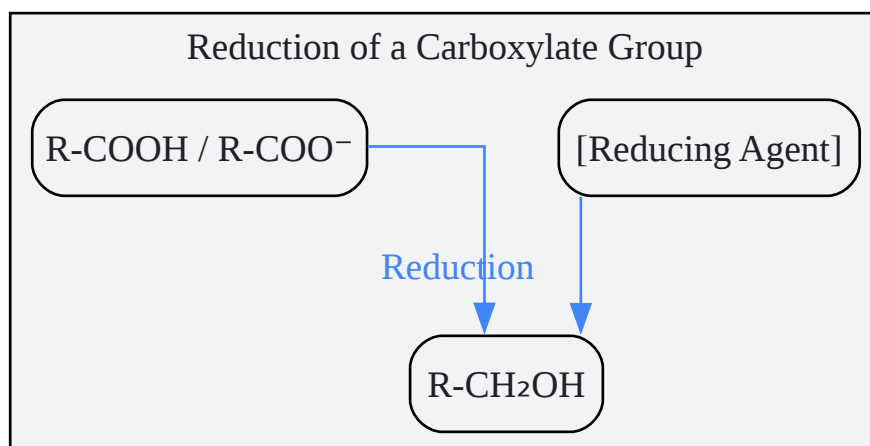 Reduction of a Carboxylate Group
R-COOH / R-COO⁻
[Reducing Agent]
Reduction
R-CH₂OH